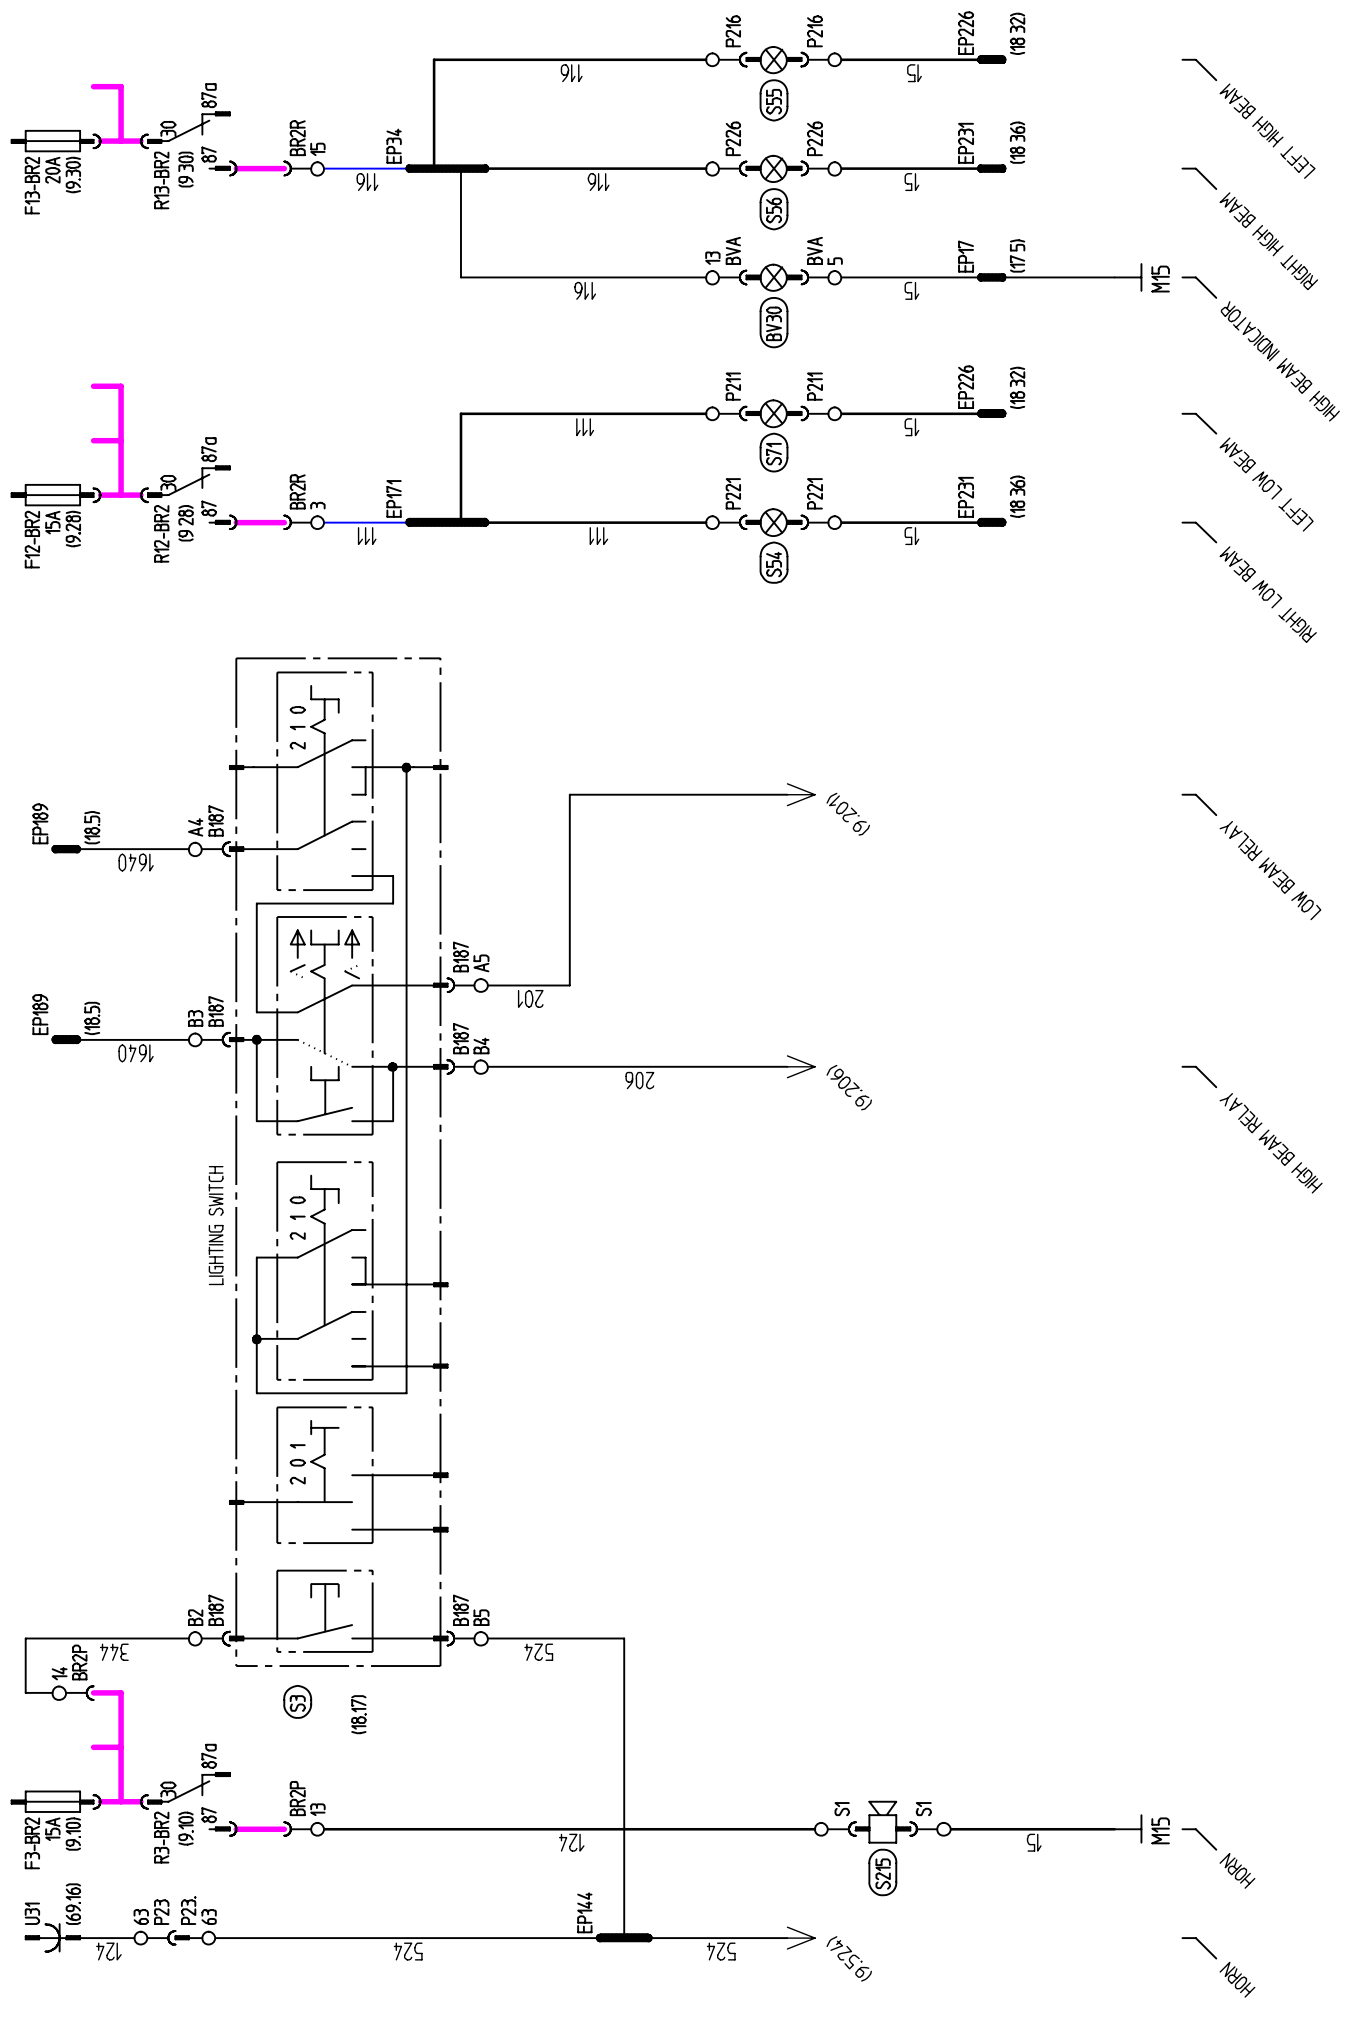 F13-BR2
20A
(9.30)
R13-BR2
(9 30)
30
87a
87
BR2R
15
116
EP34
116
P216
S55
P216
15
EP226
(18 32)
LEFT HIGH BEAM
116
P226
S56
P226
15
EP231
(18 36)
RIGHT HIGH BEAM
116
13
BVA
BV30
BVA
5
15
EP17
(17 5)
M15
HIGH BEAM INDICATOR
F12-BR2
15A
(9.28)
R12-BR2
(9 28)
30
87a
87
BR2R
3
111
EP171
111
P211
S71
P211
15
EP226
(18 32)
LEFT LOW BEAM
111
P221
S54
P221
15
EP231
(18 36)
RIGHT LOW BEAM
EP189
(18.5)
1640
A4
B187
2 1 0
EP189
(18.5)
1640
B3
B187
B187
A5
201
(9.201)
LOW BEAM RELAY
B187
B4
206
(9.206)
HIGH BEAM RELAY
LIGHTING SWITCH
2 1 0
2 0 1
344
B2
B187
14
BR2P
B187
B5
524
S3
(18.17)
F3-BR2
15A
(9.10)
R3-BR2
(9.10)
30
87a
87
BR2P
13
124
S1
S215
S1
15
M15
HORN
U31
(69.16)
124
63
P23
P23.
63
524
EP144
524
(9.524)
HORN